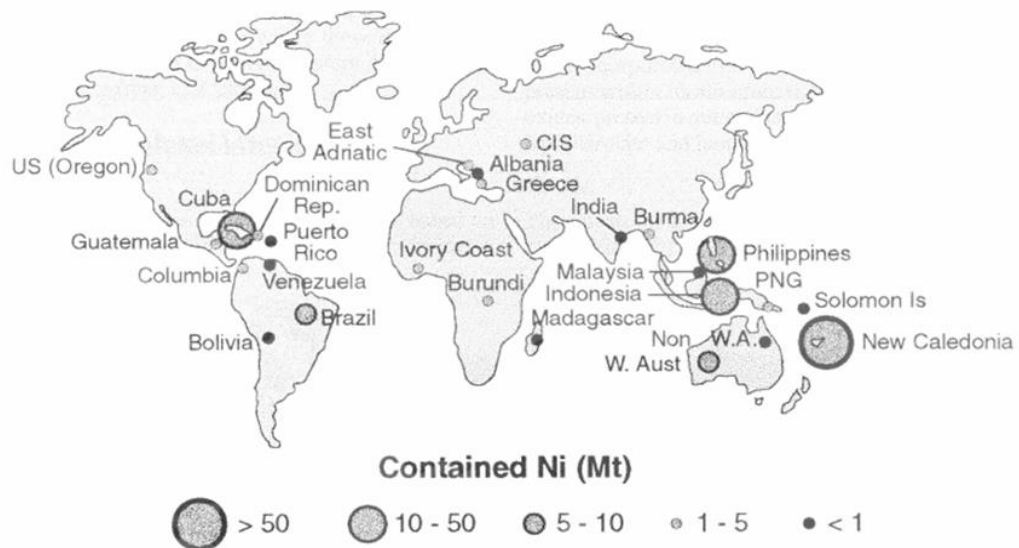 East
Adriatic
CIS
Albania
Greece
US (Oregon)
Dominican
Rep.
Cuba
Puerto
Rico
Guatemala
Columbia
Venezuela
Brazil
Bolivia
Ivory Coast
Burundi
Madagascar
India
Burma
Philippines
Malaysia
Indonesia
PNG
Solomon Is
Non W.A.
W. Aust
New Caledonia
Contained Ni (Mt)
> 50 10 - 50 5 - 10 1 - 5 < 1